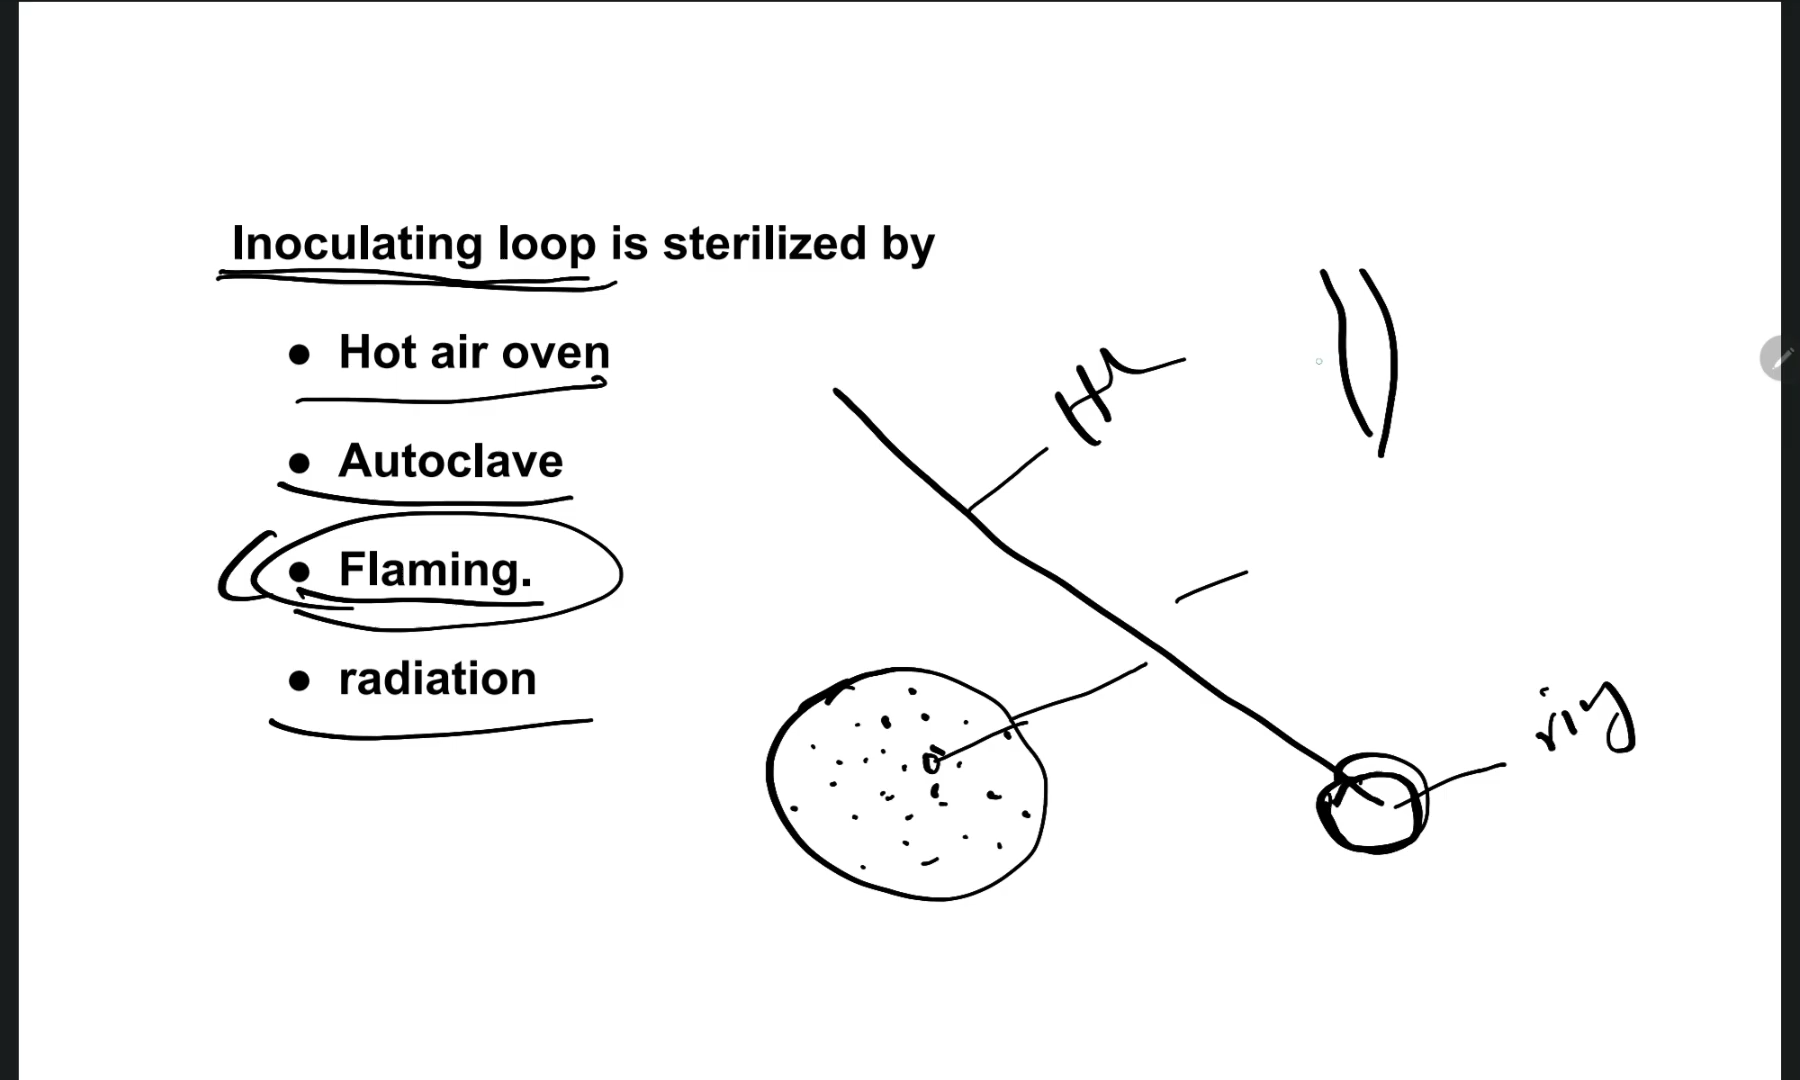 Inoculating loop is sterilized by
● Hot air oven
● Autoclave
● Flaming.
● radiation